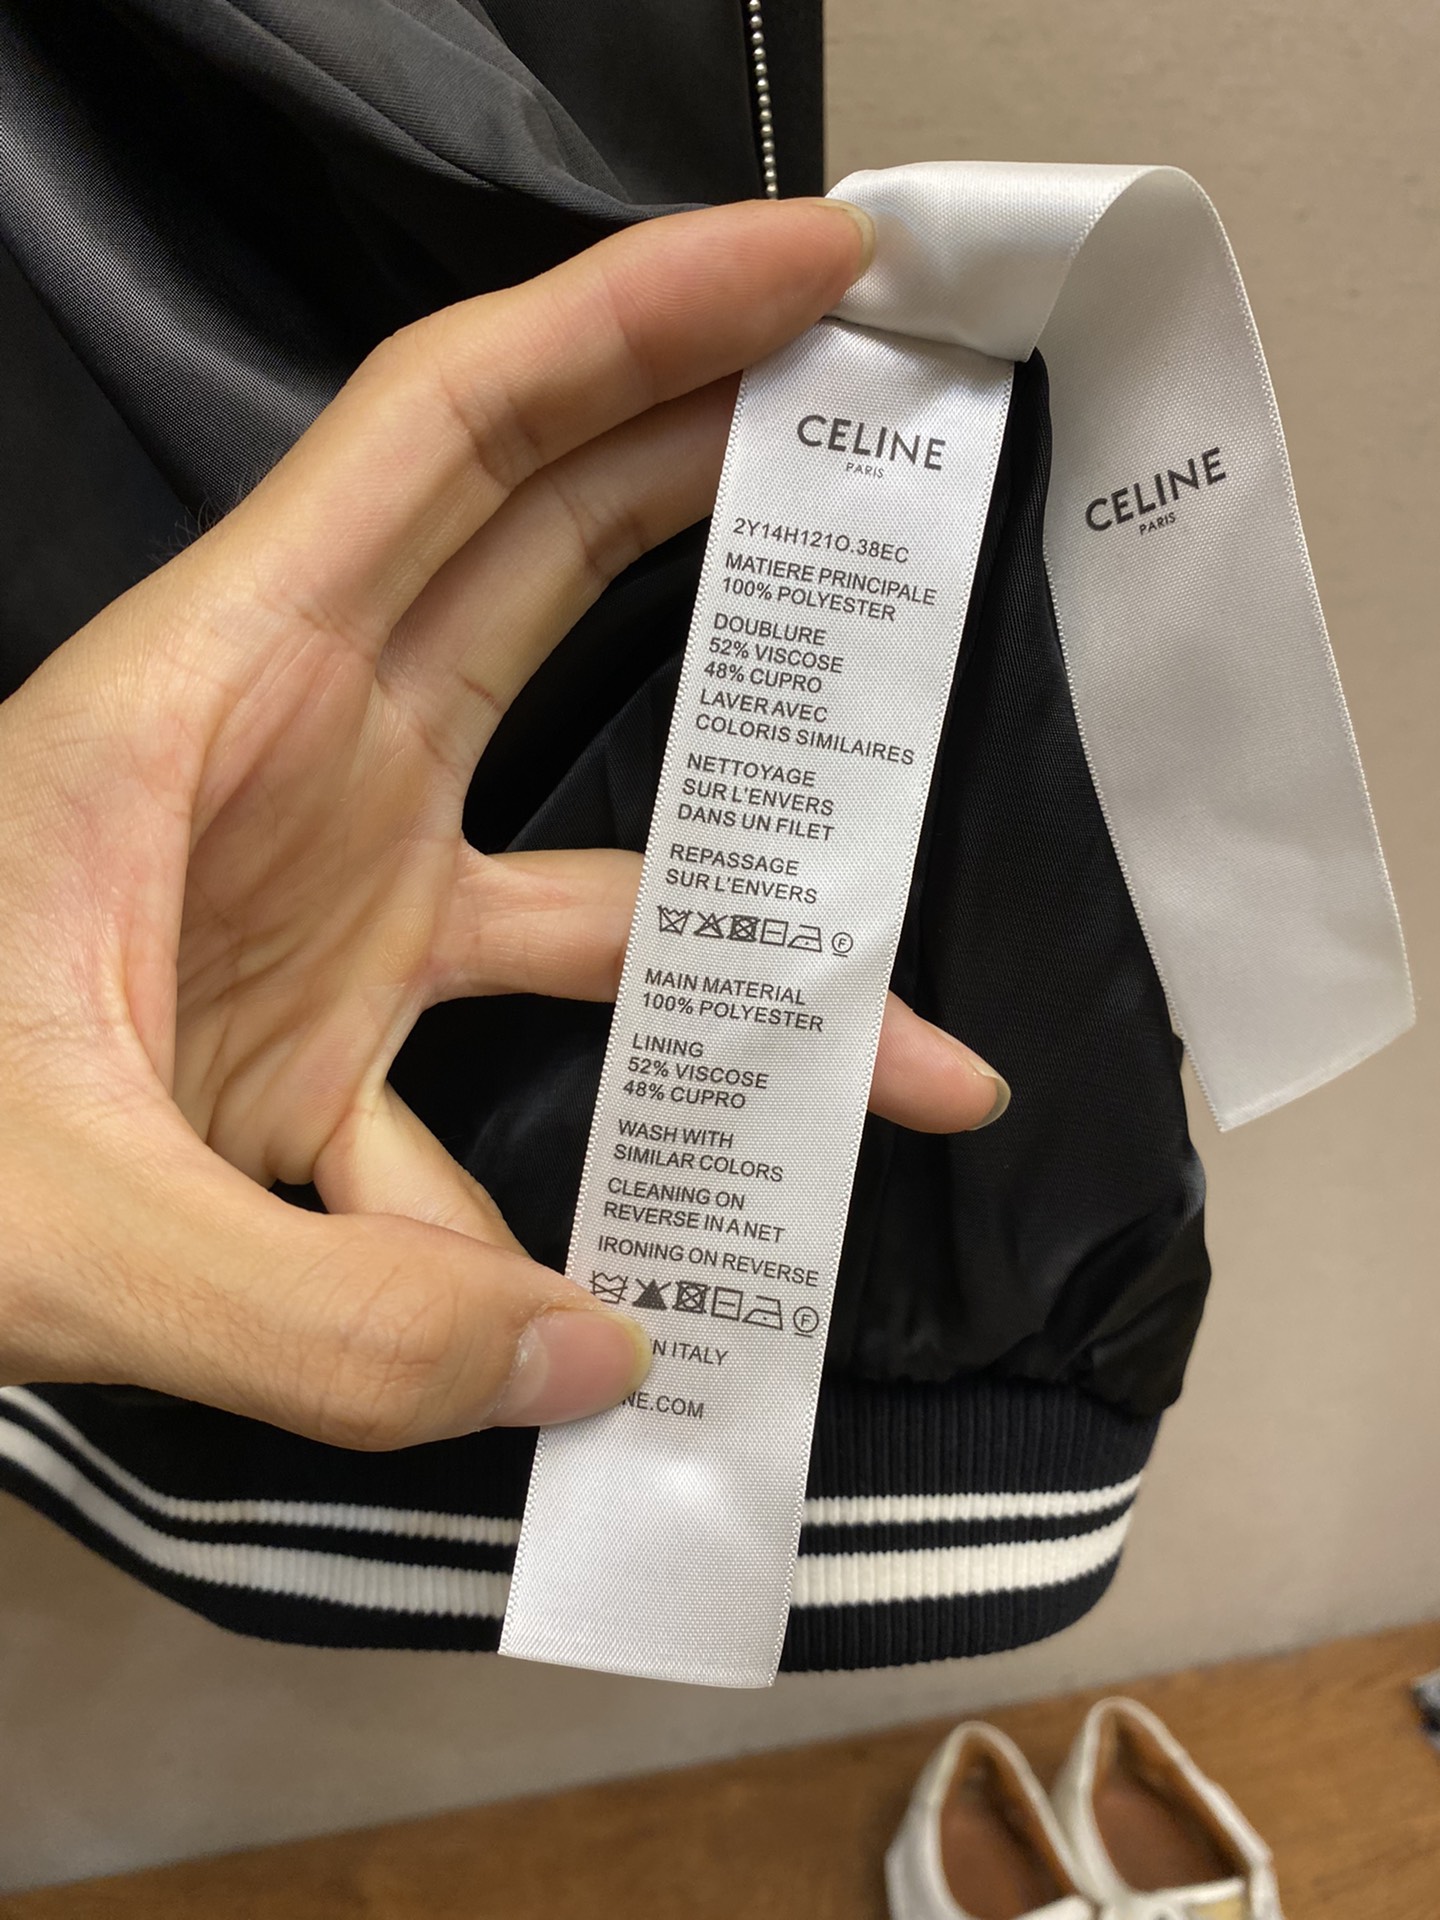 CELINE
PARIS
2Y14H121O.38EC
MATIERE PRINCIPALE
100% POLYESTER
DOUBLURE
52% VISCOSE
48% CUPRO
LAVER AVEC
COLORIS SIMILAIRES
NETTOYAGE
SUR L'ENVERS
DANS UN FILET
REPASSAGE
SUR L'ENVERS
F
MAIN MATERIAL
100% POLYESTER
LINING
52% VISCOSE
48% CUPRO
WASH WITH
SIMILAR COLORS
CLEANING ON
REVERSE IN A NET
IRONING ON REVERSE
F
N ITALY
NE.COM
CELINE
PARIS